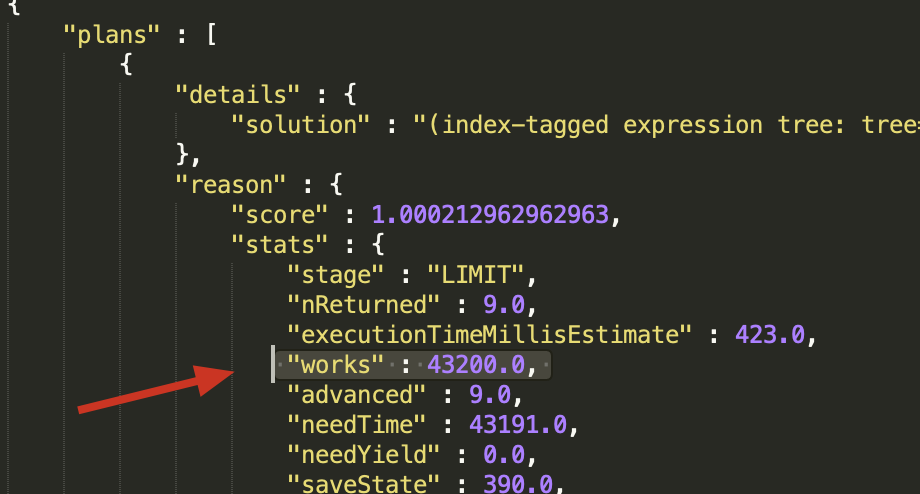 {
"plans" : [
{
"details" : {
"solution" : "(index-tagged expression tree: tree=
},
"reason" : {
"score" : 1.000212962962963,
"stats" : {
"stage" : "LIMIT",
"nReturned" : 9.0,
"executionTimeMillisEstimate" : 423.0,
"works" : 43200.0,
"advanced" : 9.0,
"needTime" : 43191.0,
"needYield" : 0.0,
"saveState" : 390.0,